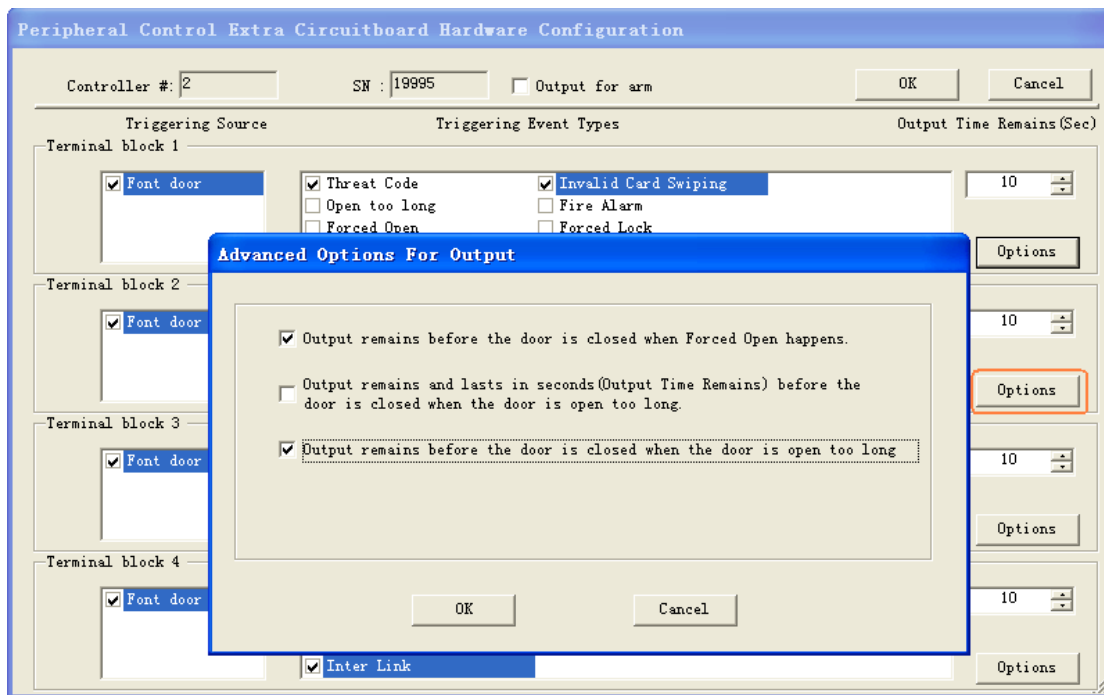 Peripheral Control Extra Circuitboard Hardware Configuration
Controller #: 2 SN : 19995 Output for arm OK Cancel
Triggering Source Triggering Event Types Output Time Remains(Sec)
Terminal block 1
Font door Threat Code Invalid Card Swiping 10
Open too long Fire Alarm
Forced Open Forced Lock
Options
Advanced Options For Output
Terminal block 2
Font door 10
Output remains before the door is closed when Forced Open happens.
Output remains and lasts in seconds(Output Time Remains) before the
door is closed when the door is open too long.
Options
Terminal block 3
Output remains before the door is closed when the door is open too long
Font door 10
Options
Terminal block 4
Font door 10
OK Cancel
Inter Link Options